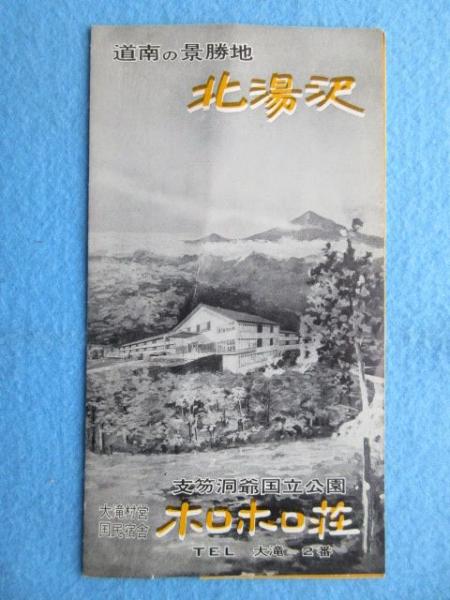 道南の景勝地
北湯沢
支笏洞爺国立公園
大滝村営
国民宿舎
ホロホロ荘
TEL 大滝 2番